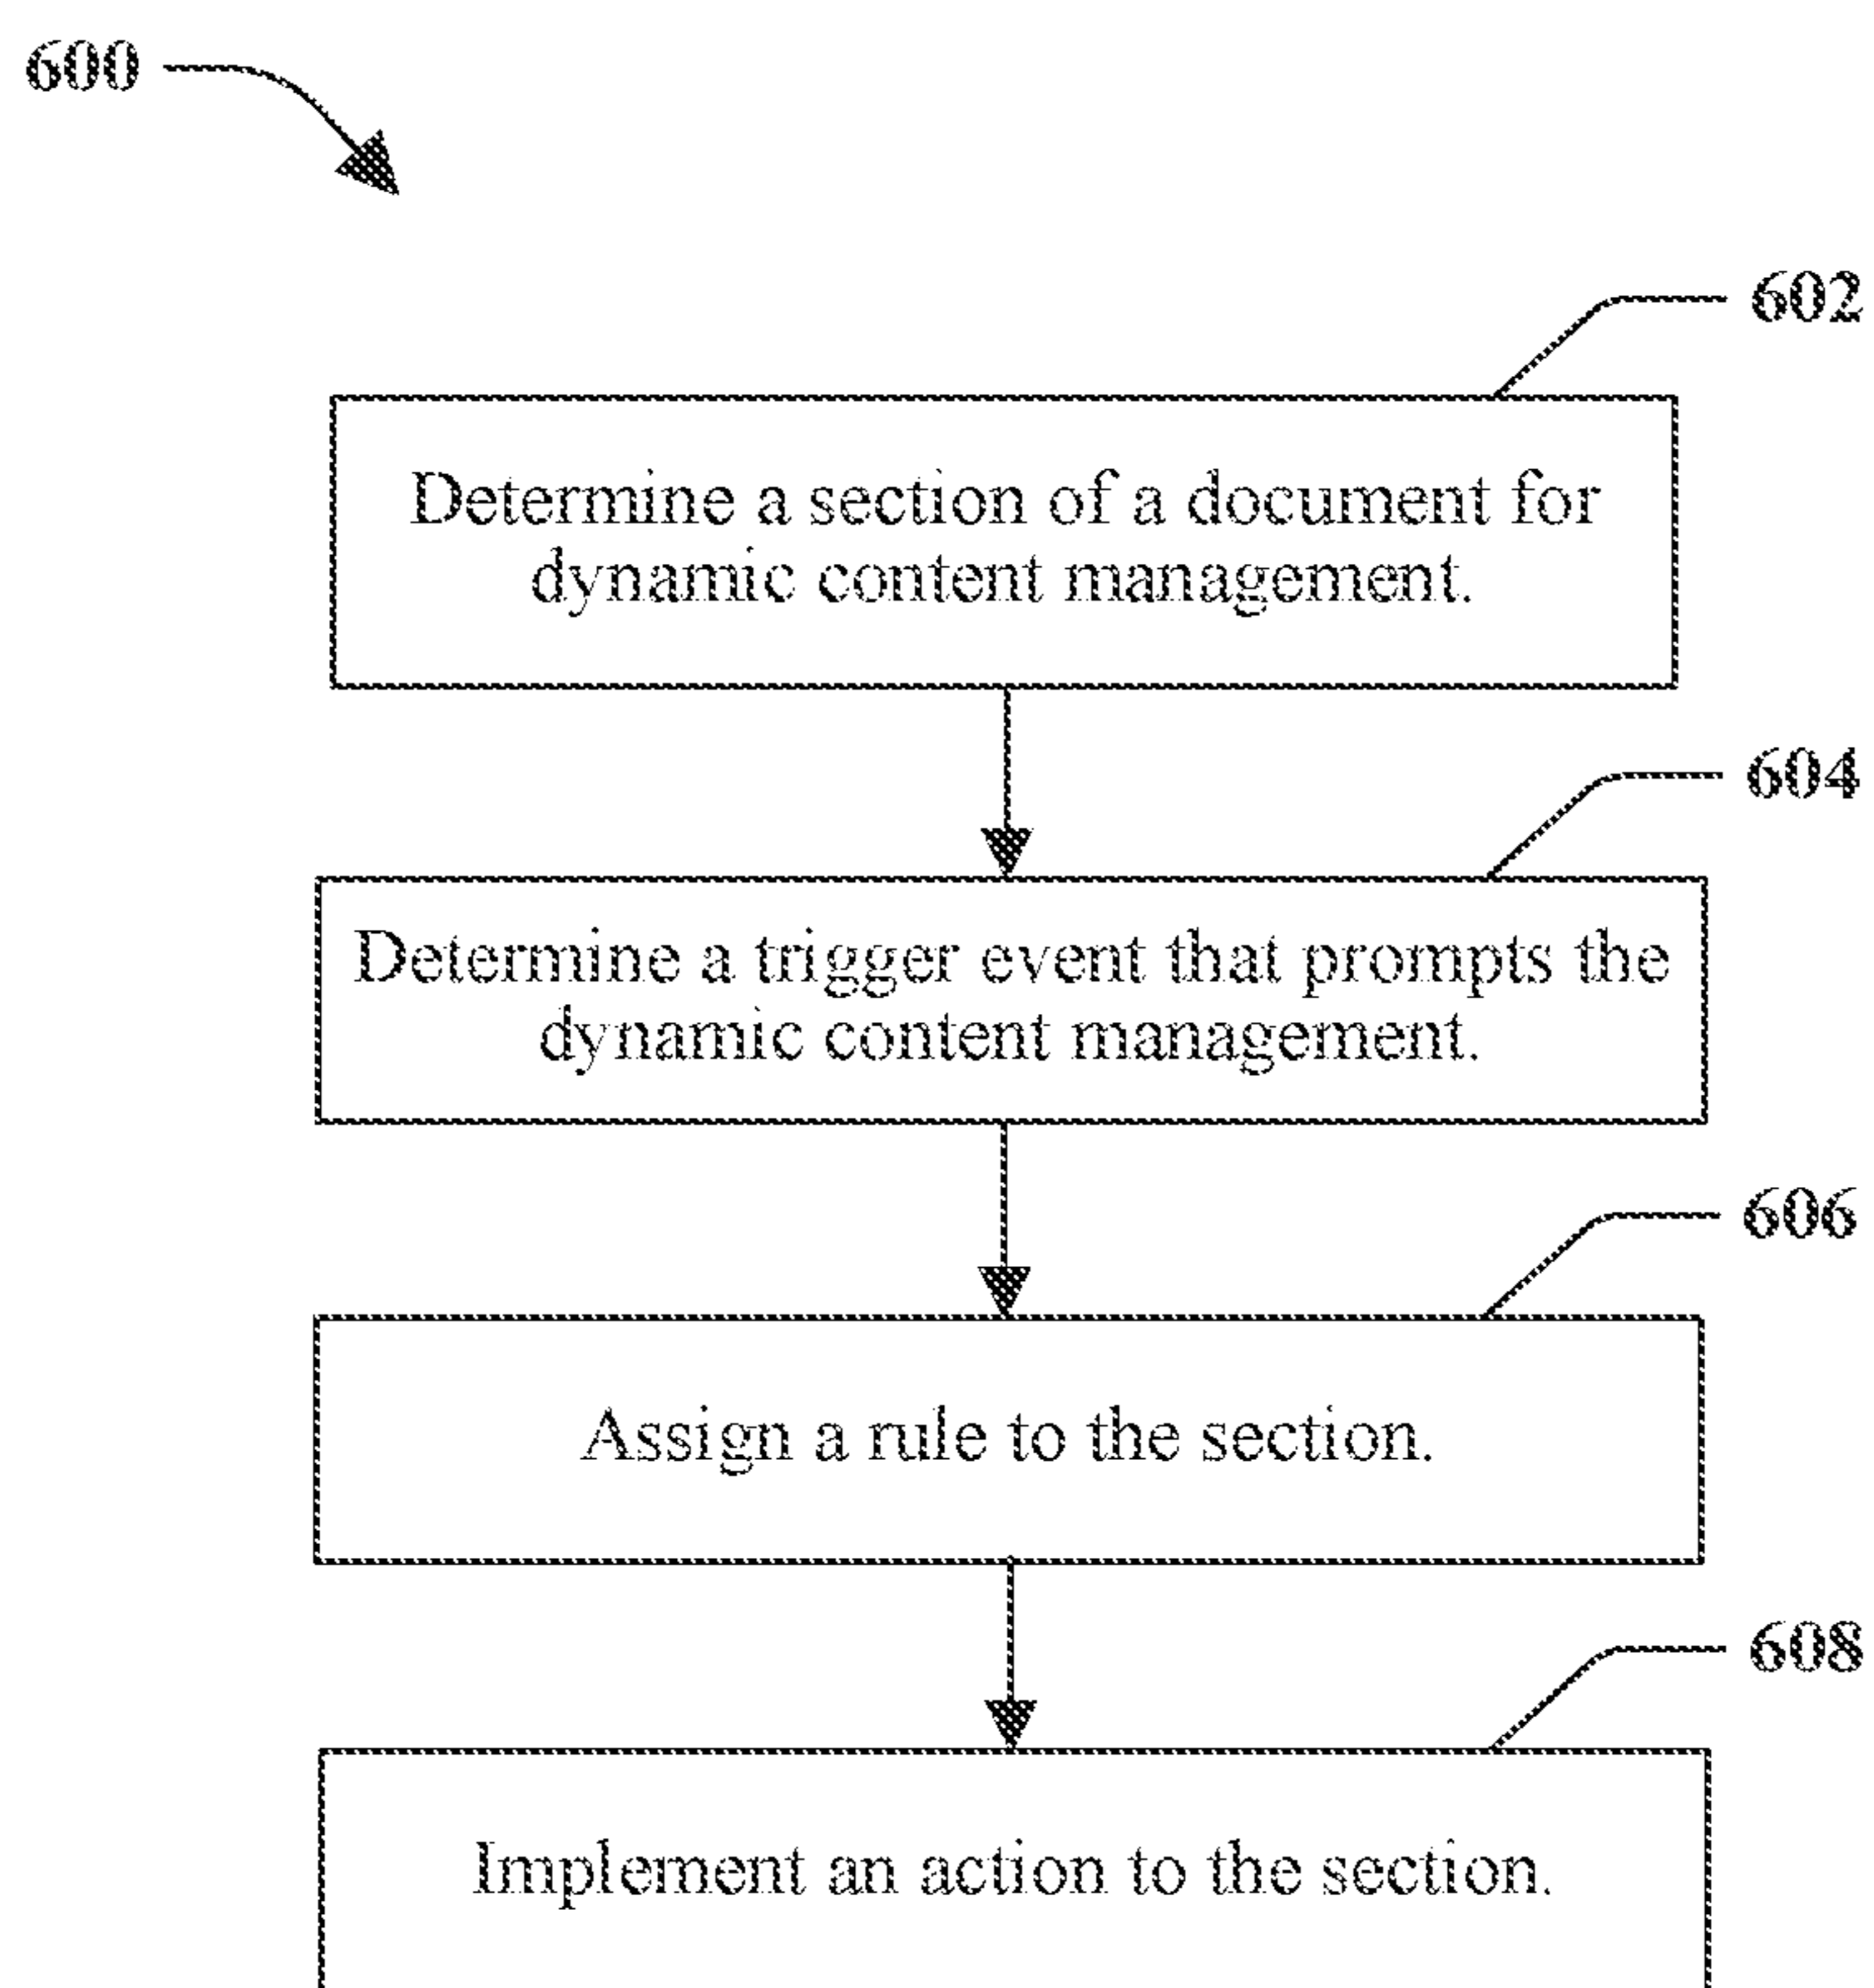 600
602
Determine a section of a document for
dynamic content management.
604
Determine a trigger event that prompts the
dynamic content management.
606
Assign a rule to the section.
608
Implement an action to the section.